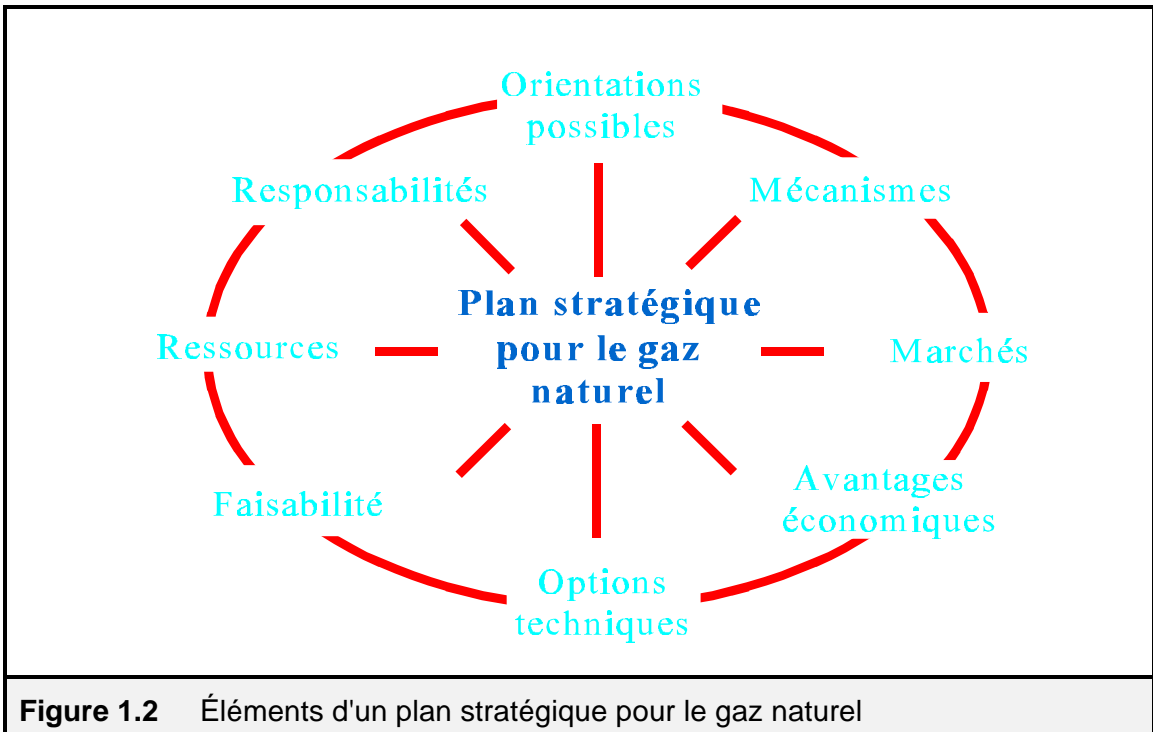 Orientations
possibles
Responsabilités
Mécanismes
Plan stratégique
pour le gaz
naturel
Ressources
Marchés
Faisabilité
Avantages
économiques
Options
techniques
Figure 1.2 Éléments d'un plan stratégique pour le gaz naturel